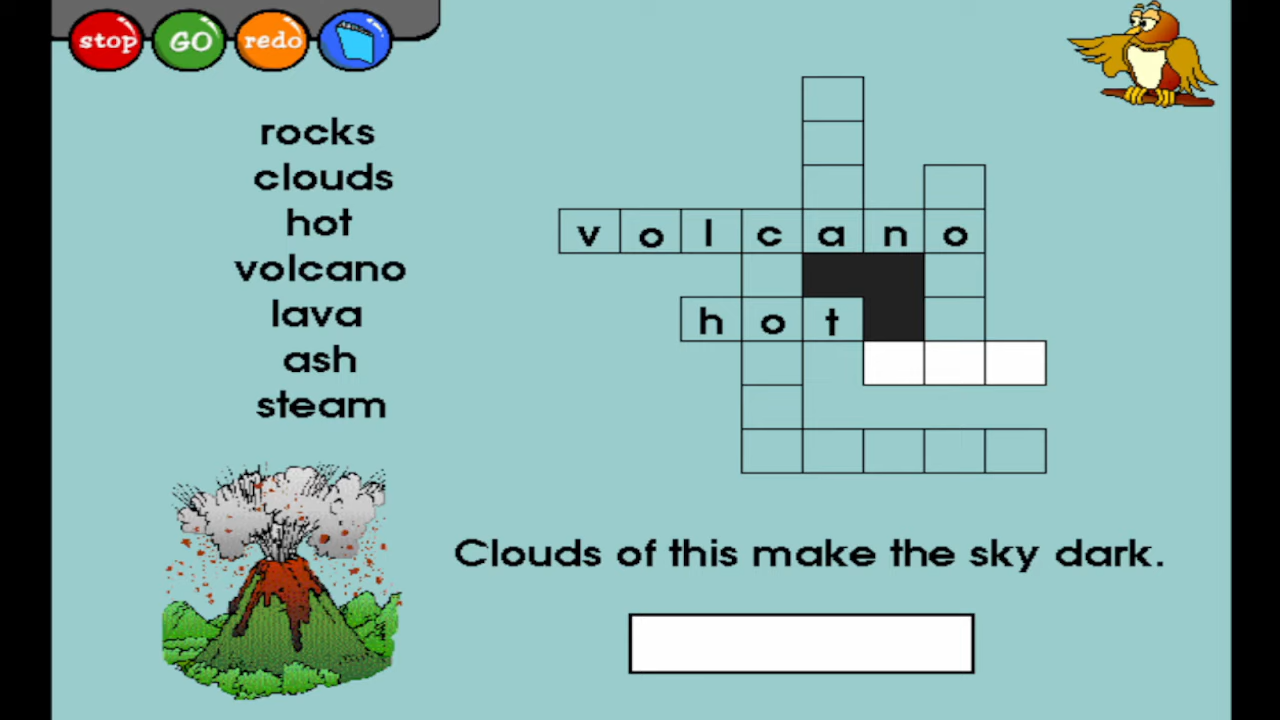 stop GO redo
rocks
clouds
hot
volcano
lava
ash
steam
volcano
hot
Clouds of this make the sky dark.